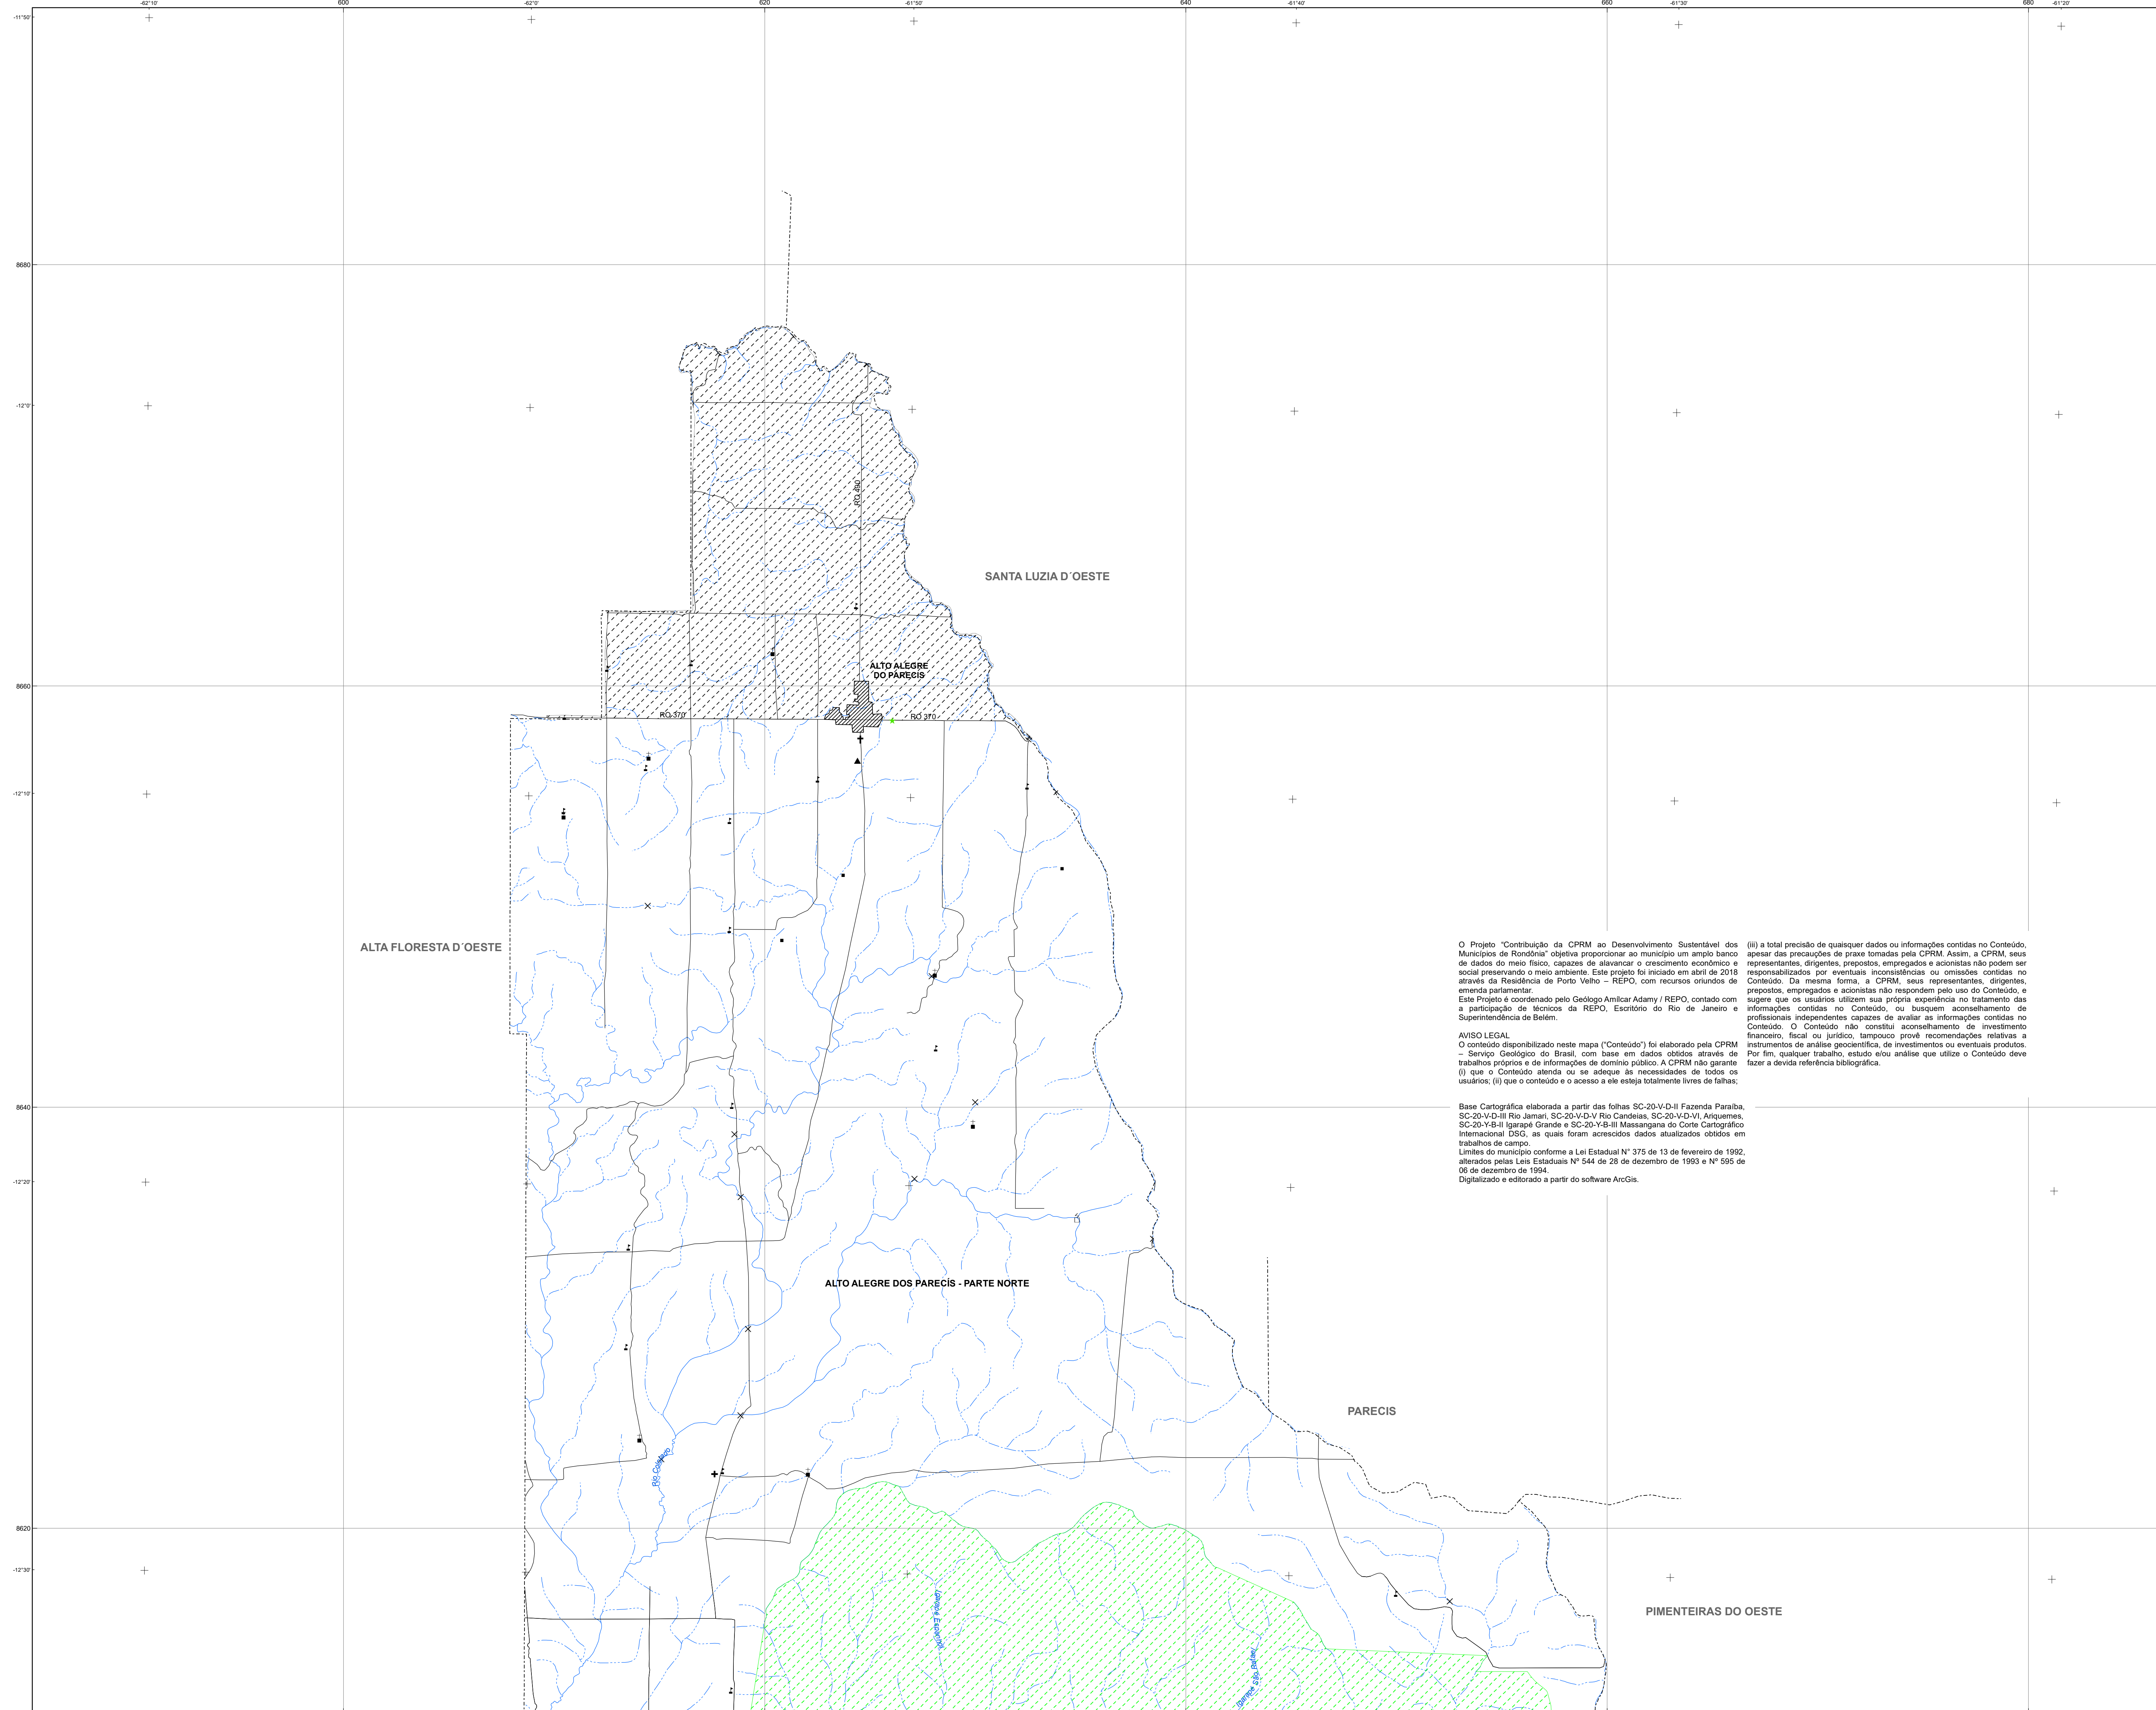 -62°10'
600
-62°0'
620
-61°50'
640
-61°40'
660
-61°30'
680
-61°20'
-11°50'
8680
-12°0'
RO 490
SANTA LUZIA D´OESTE
ALTO ALEGRE
DO PARECIS
8660
RO 370
RO 370
-12°10'
ALTA FLORESTA D´OESTE
O Projeto “Contribuição da CPRM ao Desenvolvimento Sustentável dos
Municípios de Rondônia” objetiva proporcionar ao município um amplo banco
de dados do meio físico, capazes de alavancar o crescimento econômico e
social preservando o meio ambiente. Este projeto foi iniciado em abril de 2018
através da Residência de Porto Velho – REPO, com recursos oriundos de
emenda parlamentar.
Este Projeto é coordenado pelo Geólogo Amílcar Adamy / REPO, contado com
a participação de técnicos da REPO, Escritório do Rio de Janeiro e
Superintendência de Belém.
AVISO LEGAL
O conteúdo disponibilizado neste mapa (“Conteúdo”) foi elaborado pela CPRM
– Serviço Geológico do Brasil, com base em dados obtidos através de
trabalhos próprios e de informações de domínio público. A CPRM não garante
(i) que o Conteúdo atenda ou se adeque às necessidades de todos os
usuários; (ii) que o conteúdo e o acesso a ele esteja totalmente livres de falhas;
(iii) a total precisão de quaisquer dados ou informações contidas no Conteúdo,
apesar das precauções de praxe tomadas pela CPRM. Assim, a CPRM, seus
representantes, dirigentes, prepostos, empregados e acionistas não podem ser
responsabilizados por eventuais inconsistências ou omissões contidas no
Conteúdo. Da mesma forma, a CPRM, seus representantes, dirigentes,
prepostos, empregados e acionistas não respondem pelo uso do Conteúdo, e
sugere que os usuários utilizem sua própria experiência no tratamento das
informações contidas no Conteúdo, ou busquem aconselhamento de
profissionais independentes capazes de avaliar as informações contidas no
Conteúdo. O Conteúdo não constitui aconselhamento de investimento
financeiro, fiscal ou jurídico, tampouco provê recomendações relativas a
instrumentos de análise geocientífica, de investimentos ou eventuais produtos.
Por fim, qualquer trabalho, estudo e/ou análise que utilize o Conteúdo deve
fazer a devida referência bibliográfica.
8640
Base Cartográfica elaborada a partir das folhas SC-20-V-D-II Fazenda Paraíba,
SC-20-V-D-III Rio Jamari, SC-20-V-D-V Rio Candeias, SC-20-V-D-VI, Ariquemes,
SC-20-Y-B-II Igarapé Grande e SC-20-Y-B-III Massangana do Corte Cartográfico
Internacional DSG, as quais foram acrescidos dados atualizados obtidos em
trabalhos de campo.
Limites do município conforme a Lei Estadual N° 375 de 13 de fevereiro de 1992,
alterados pelas Leis Estaduais Nº 544 de 28 de dezembro de 1993 e Nº 595 de
06 de dezembro de 1994.
Digitalizado e editorado a partir do software ArcGis.
-12°20'
ALTO ALEGRE DOS PARECÍS - PARTE NORTE
PARECIS
Rio Colorado
8620
-12°30'
Igarapé Espanhol
PIMENTEIRAS DO OESTE
Igarapé São Rafael